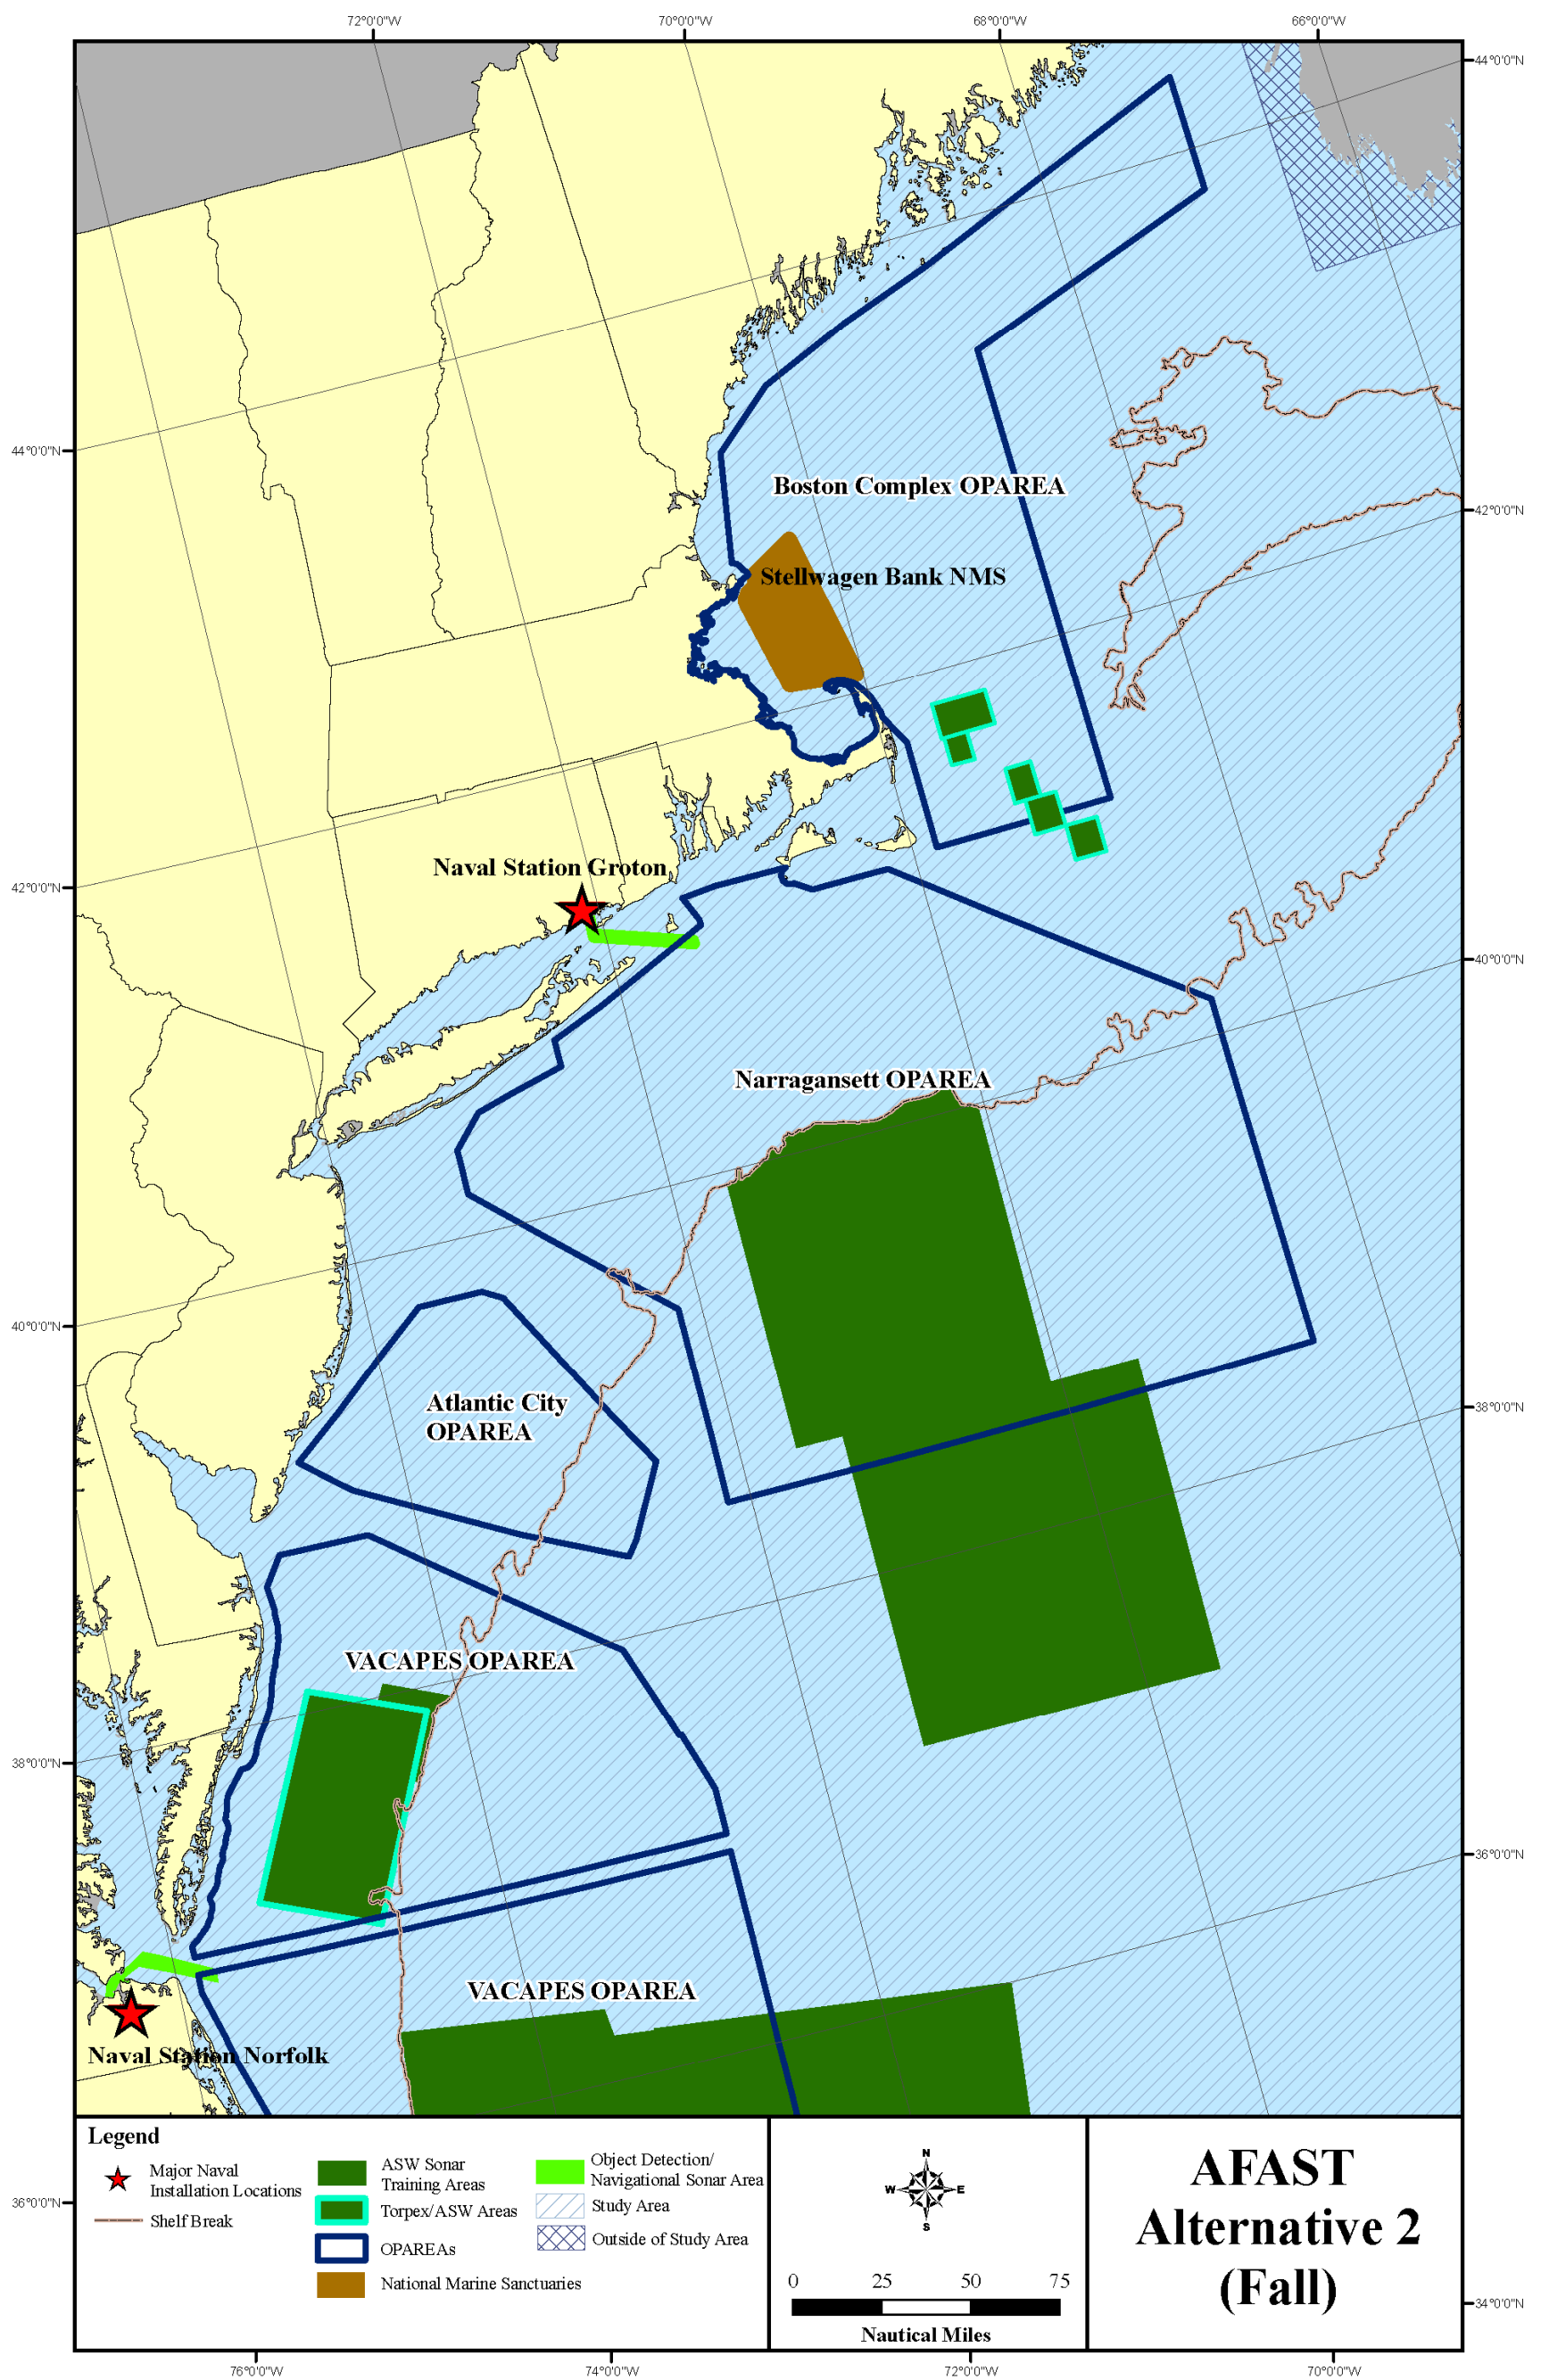 72°0'0"W
70°0'0"W
68°0'0"W
66°0'0"W
44°0'0"N
44°0'0"N
Boston Complex OPAREA
42°0'0"N
Stellwagen Bank NMS
Naval Station Groton
42°0'0"N
40°0'0"N
Narragansett OPAREA
40°0'0"N
Atlantic City
OPAREA
38°0'0"N
VACAPES OPAREA
38°0'0"N
36°0'0"N
VACAPES OPAREA
Naval Station Norfolk
Legend
Major Naval
Installation Locations
Shelf Break
ASW Sonar
Training Areas
Torpex/ASW Areas
OPAREAs
National Marine Sanctuaries
Object Detection/
Navigational Sonar Area
Study Area
Outside of Study Area
N
W E
S
0 25 50 75
Nautical Miles
AFAST
Alternative 2
(Fall)
36°0'0"N
34°0'0"N
76°0'0"W
74°0'0"W
72°0'0"W
70°0'0"W